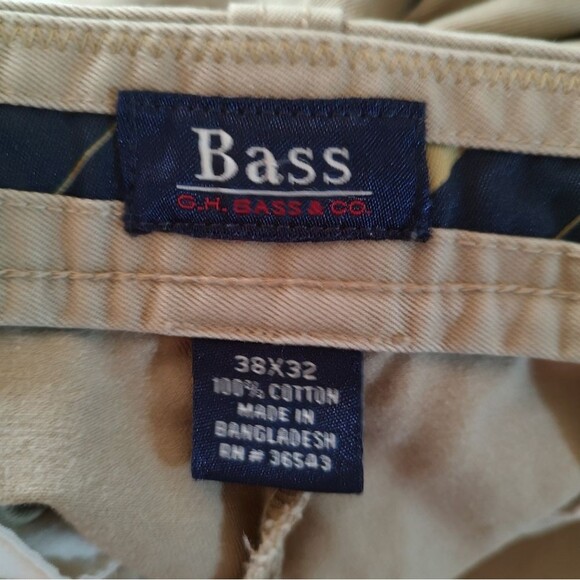 Bass
G.H. BASS & CO.
38X32
100% COTTON
MADE IN
BANGLADESH
RN # 36543